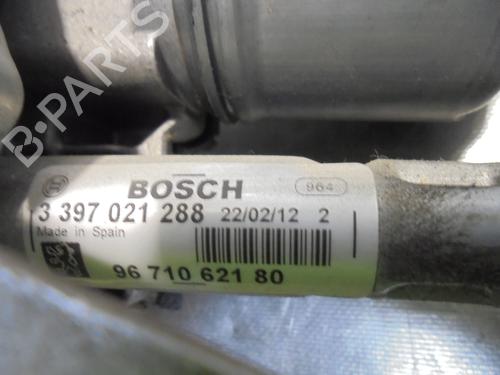 B-PARTS
BOSCH 964
3 397 021 288 22/02/12 2
Made in Spain
96 710 621 80